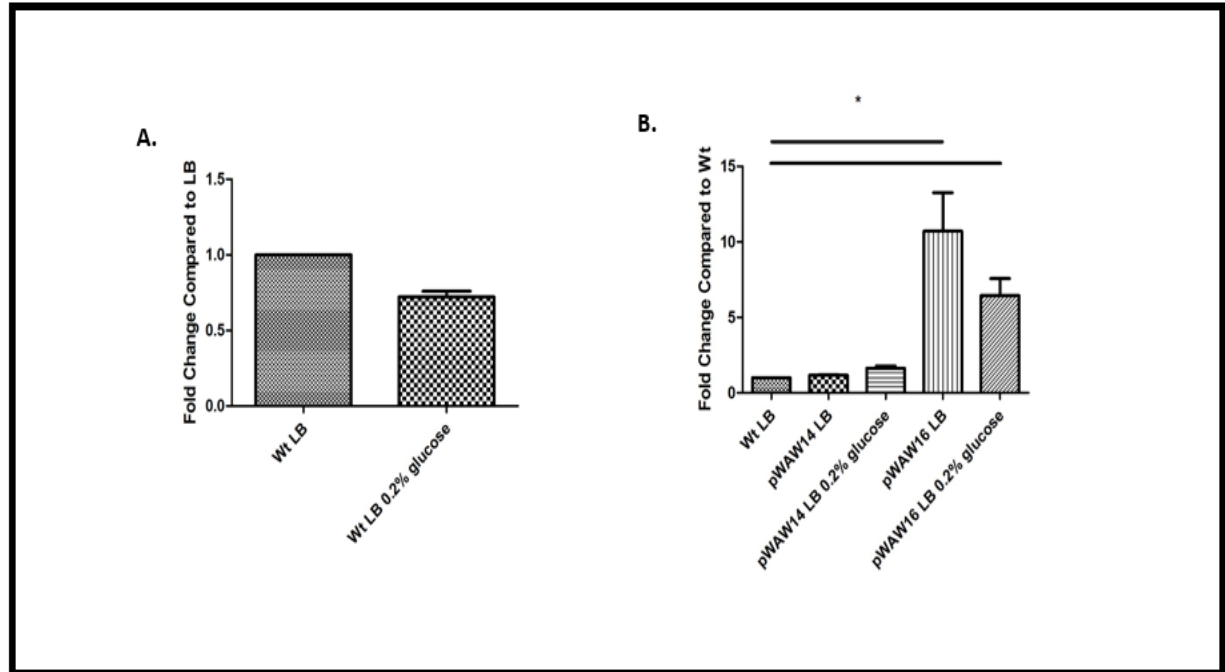 A.
Fold Change Compared to LB
1.5
1.0
0.5
0.0
Wt LB
Wt LB 0.2% glucose
B.
*
Fold Change Compared to Wt
15
10
5
0
Wt LB
pWAW14 LB
pWAW14 LB 0.2% glucose
pWAW16 LB
pWAW16 LB 0.2% glucose